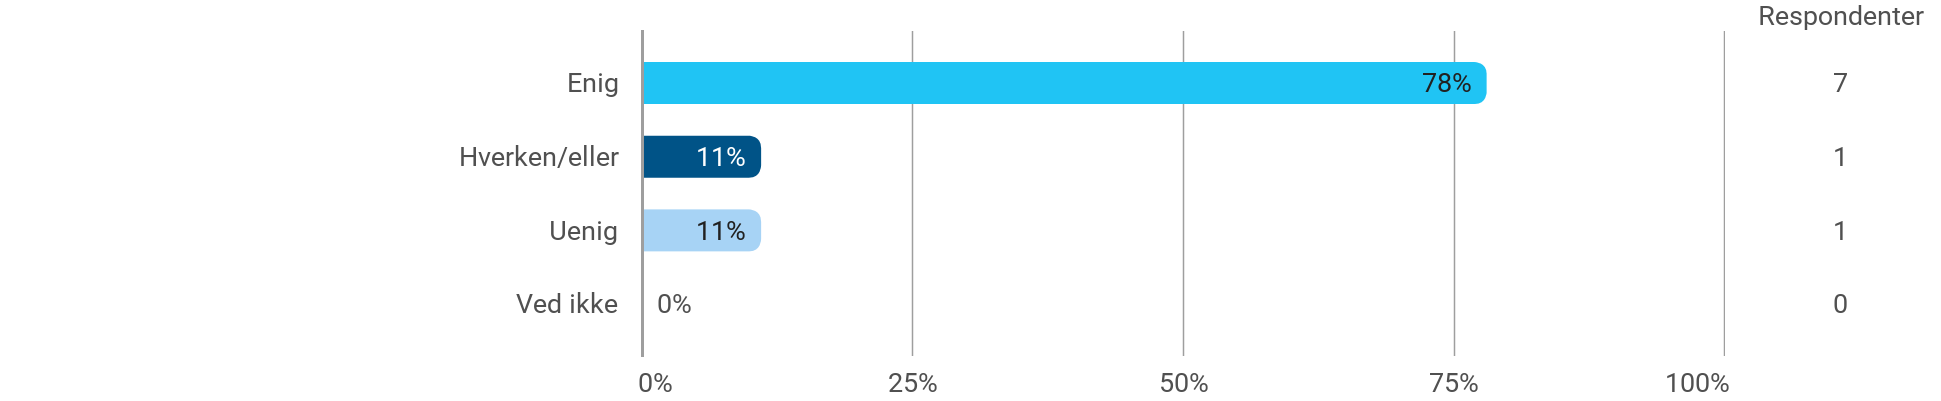 Respondenter
Enig 78% 7
Hverken/eller 11% 1
Uenig 11% 1
Ved ikke 0% 0
0% 25% 50% 75% 100%